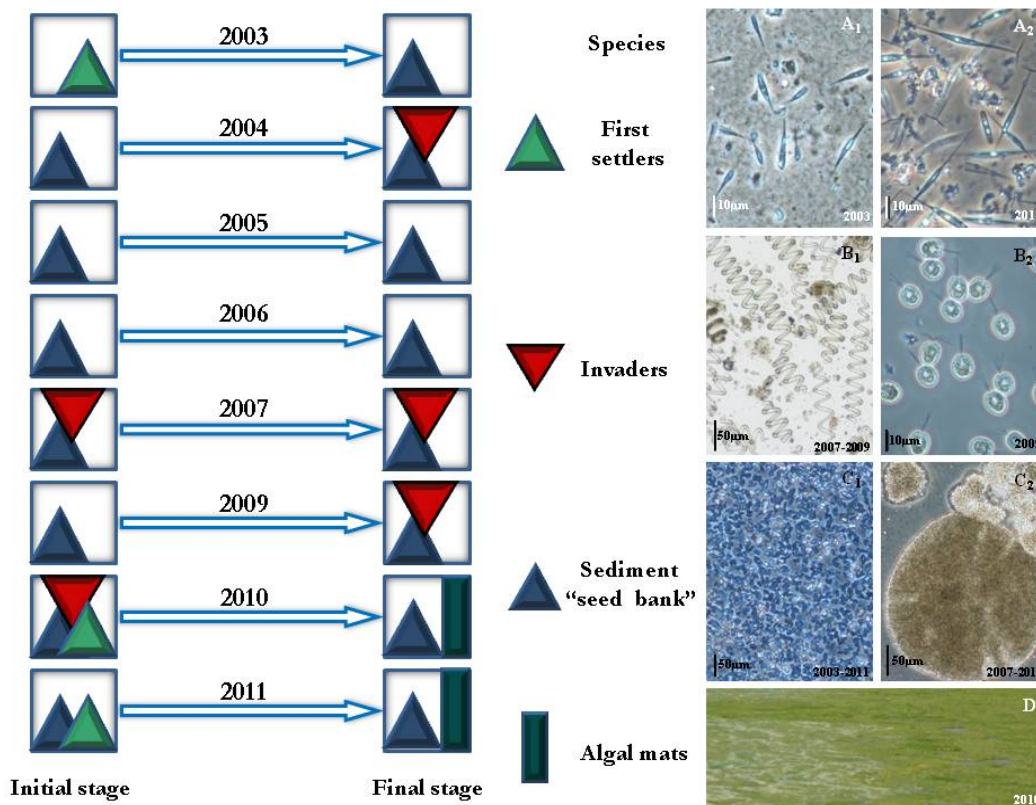 2003
2004
2005
2006
2007
2009
2010
2011
Initial stage
Final stage
Species
First
settlers
Invaders
Sediment
“seed bank”
Algal mats
A1
10µm
2003
A2
10µm
B1
50µm
2007-2009
B2
10µm
C1
50µm
2003-2011
C2
50µm
D